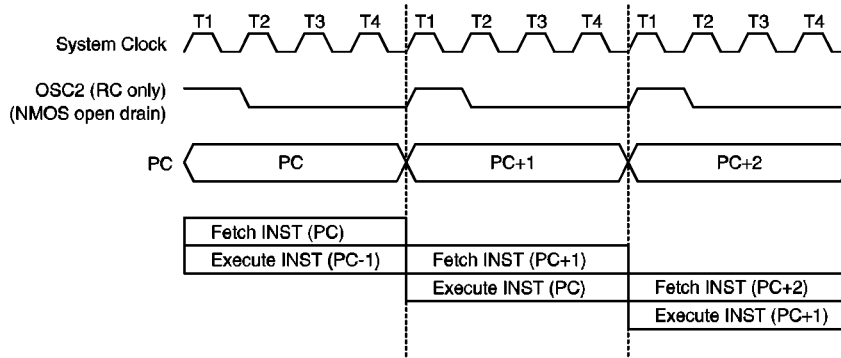 T1 T2 T3 T4 T1 T2 T3 T4 T1 T2 T3 T4
System Clock
OSC2 (RC only)
(NMOS open drain)
PC PC PC+1 PC+2
Fetch INST (PC)
Execute INST (PC-1) Fetch INST (PC+1)
Execute INST (PC) Fetch INST (PC+2)
Execute INST (PC+1)